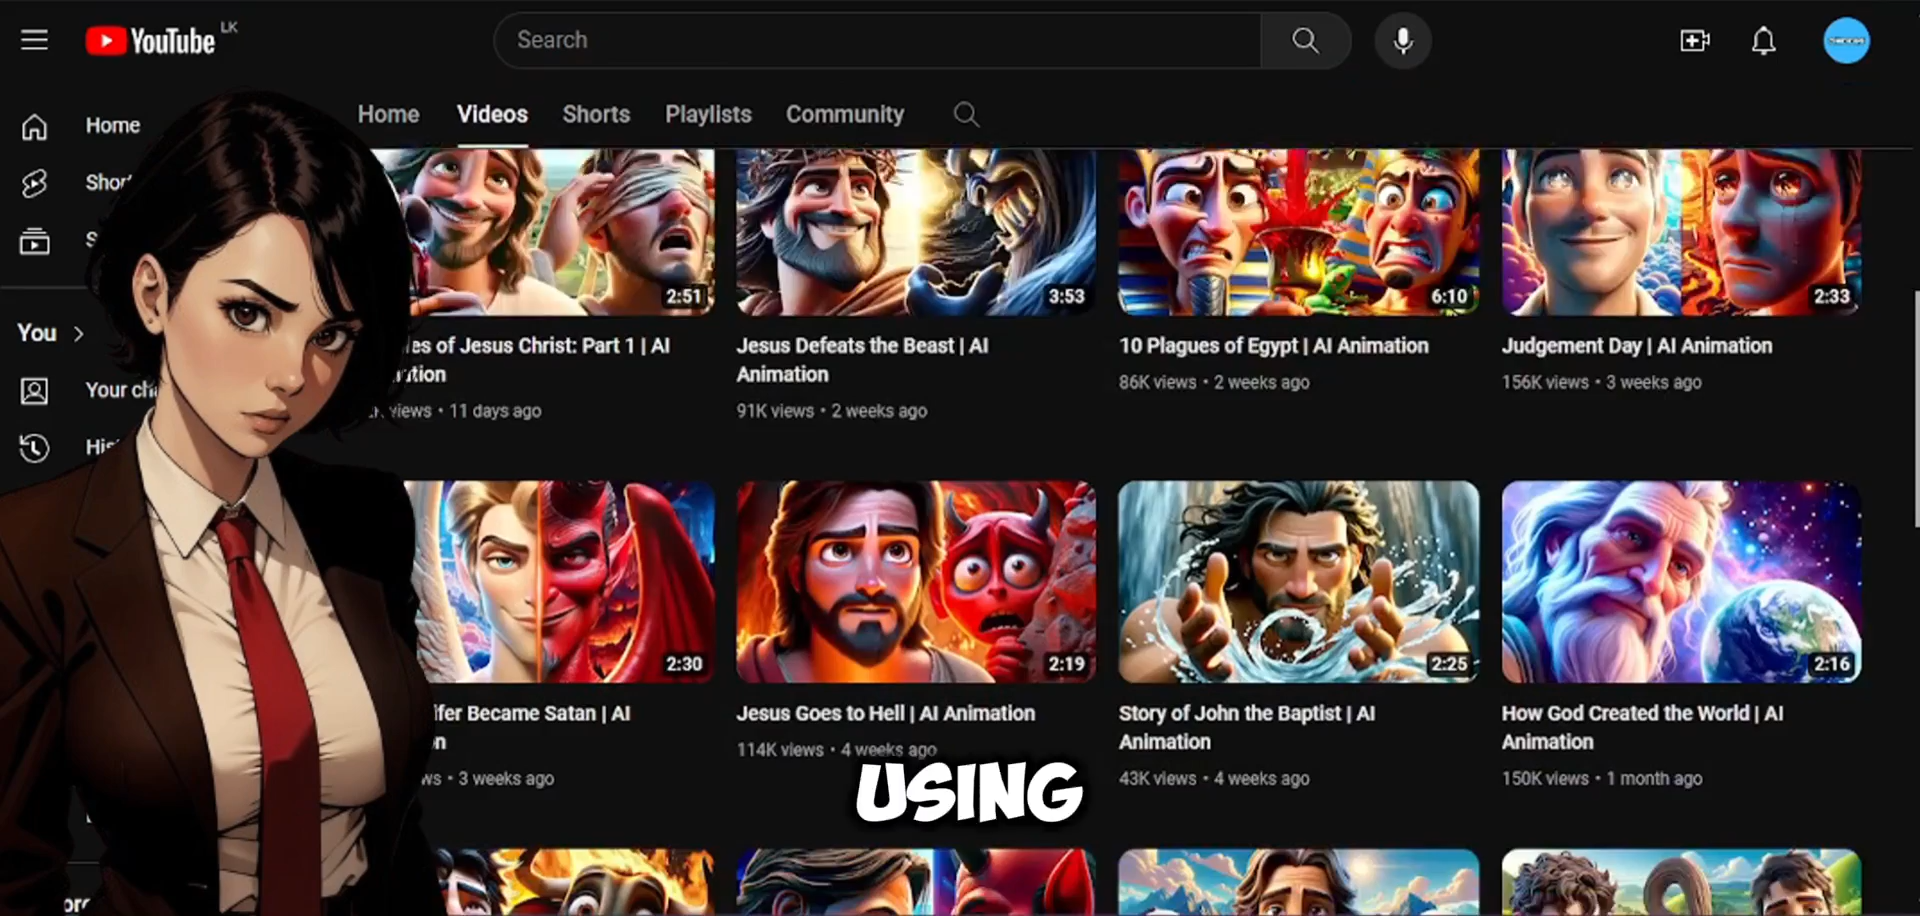 YouTube LK
Search
Home Videos Shorts Playlists Community
Home
You >
2:51
3:53
6:10
2:33
of Jesus Christ: Part 1 | AI
views • 11 days ago
Jesus Defeats the Beast | AI
Animation
91K views • 2 weeks ago
10 Plagues of Egypt | AI Animation
86K views • 2 weeks ago
Judgement Day | AI Animation
156K views • 3 weeks ago
2:30
2:19
2:25
2:16
Became Satan | AI
3 weeks ago
Jesus Goes to Hell | AI Animation
114K views • 4 weeks ago
Story of John the Baptist | AI
Animation
43K views • 4 weeks ago
How God Created the World | AI
Animation
150K views • 1 month ago
USING